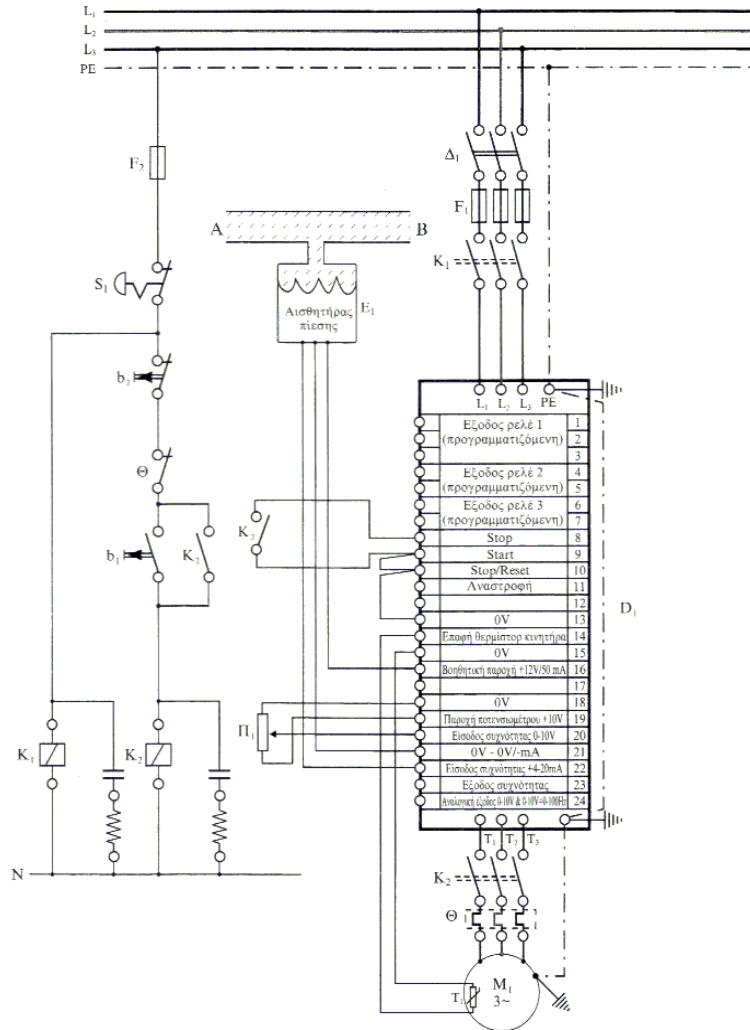 L₁
L₂
L₃
PE
F₂
Δ₁
F₁
A
B
K₁
S₁
E₁
Αισθητήρας
πίεσης
b₂
L₁ L₂ L₃ PE
Εξοδος ρελέ 1 1
(προγραμματιζόμενη) 2
3
Εξοδος ρελέ 2 4
(προγραμματιζόμενη) 5
Εξοδος ρελέ 3 6
(προγραμματιζόμενη) 7
Stop 8
Start 9
Stop/Reset 10
Αναστροφή 11
12
0V 13
Επαφή θερμίστορ κινητήρα 14
0V 15
Βοηθητική παροχή +12V/50 mA 16
17
0V 18
Παροχή ποτενσιομέτρου +10V 19
Είσοδος συχνότητας 0-10V 20
0V - 0V/-mA 21
Είσοδος συχνότητας +4-20mA 22
Εξοδος συχνότητας 23
Αναλογική έξοδος 0-10V & 0-10V=0-100Hz 24
Θ
K₂
b₁
K₂
D₁
Π₁
K₁
K₂
N
T₁ T₂ T₃
K₂
Θ
M₁
3~
T₁